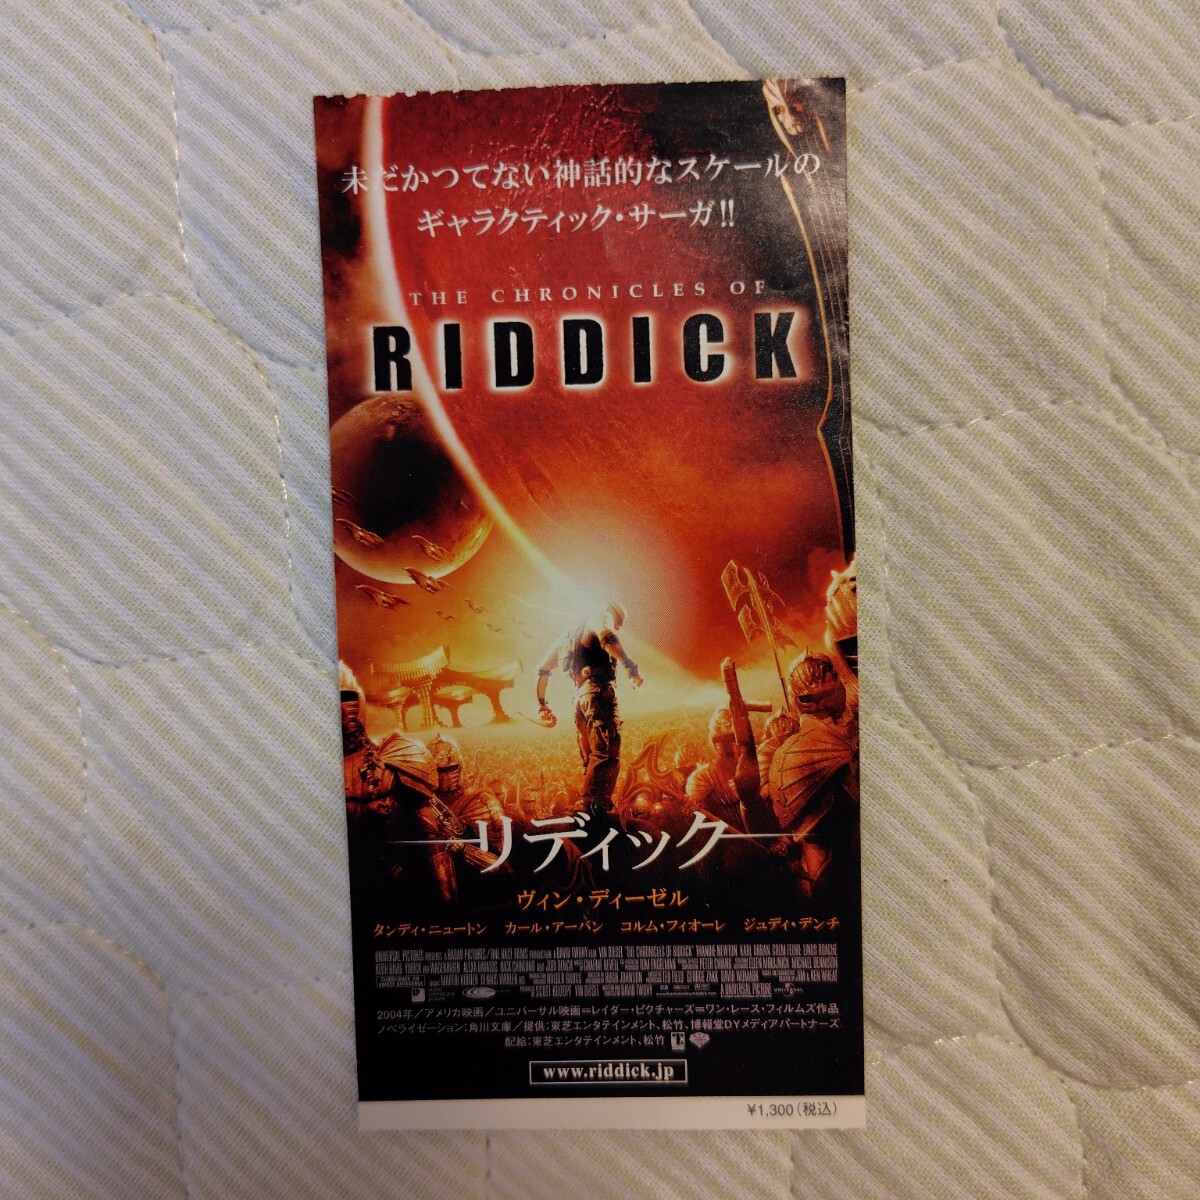 未だかつてない神話的なスケールの
ギャラクティック・サーガ!!
THE CHRONICLES OF
RIDDICK
リディック
ヴィン・ディーゼル
タンディ・ニュートン カール・アーバン コルム・フィオーレ ジュディ・デンチ
2004年/アメリカ映画/ユニバーサル映画=レイダー・ピクチャーズ=ワン・レース・フィルムズ作品
ノベライゼーション:角川文庫/提供:東芝エンタテインメント、松竹、博報堂DYメディアパートナーズ
配給:東芝エンタテインメント、松竹
www.riddick.jp
¥1,300(税込)